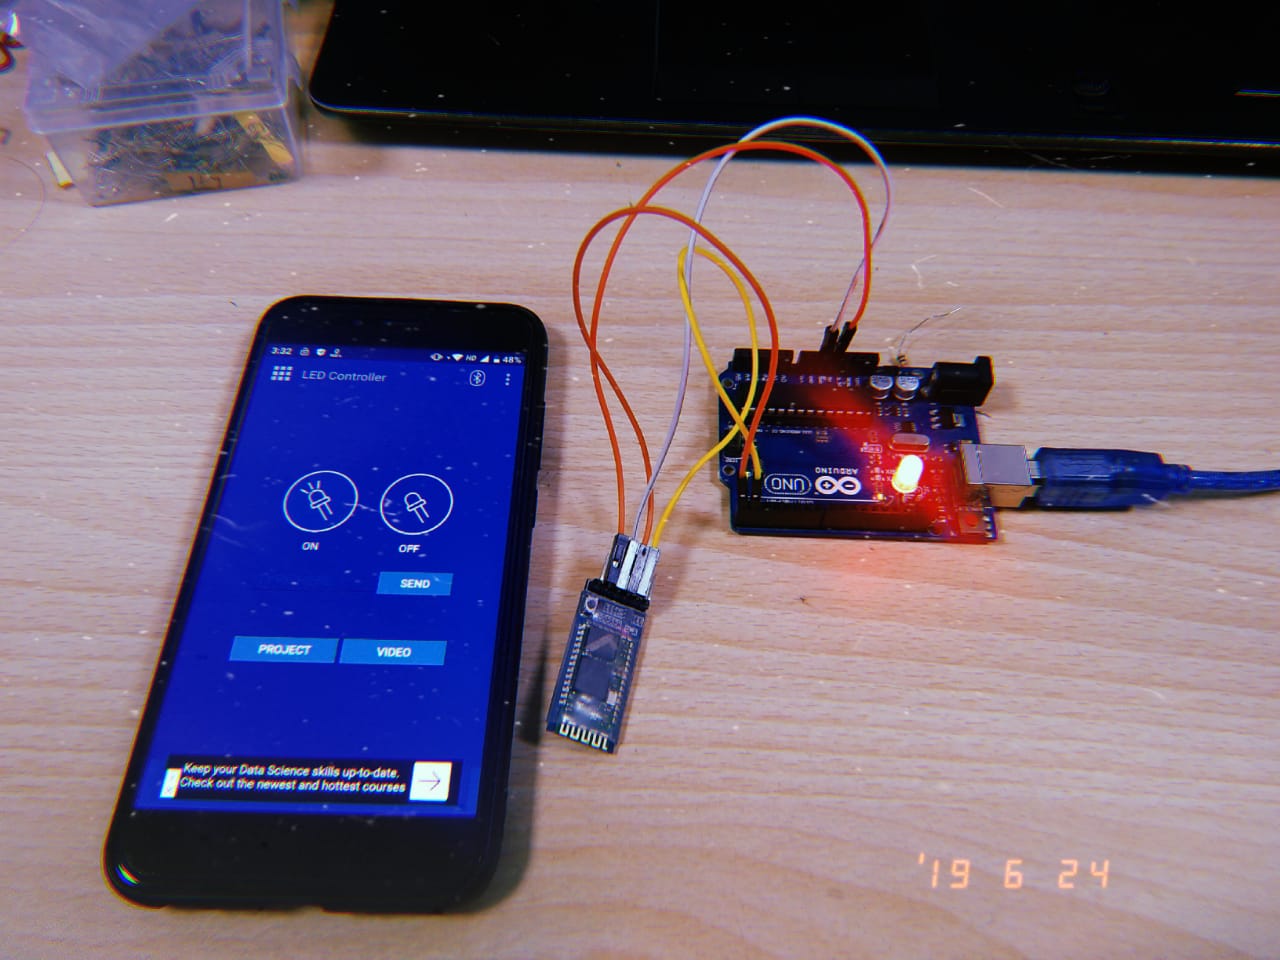 3:32
HD
48%
LED Controller
ON
OFF
SEND
PROJECT
VIDEO
Keep your Data Science skills up-to-date.
Check out the newest and hottest courses
UNO
ARDUINO
'19 6 24